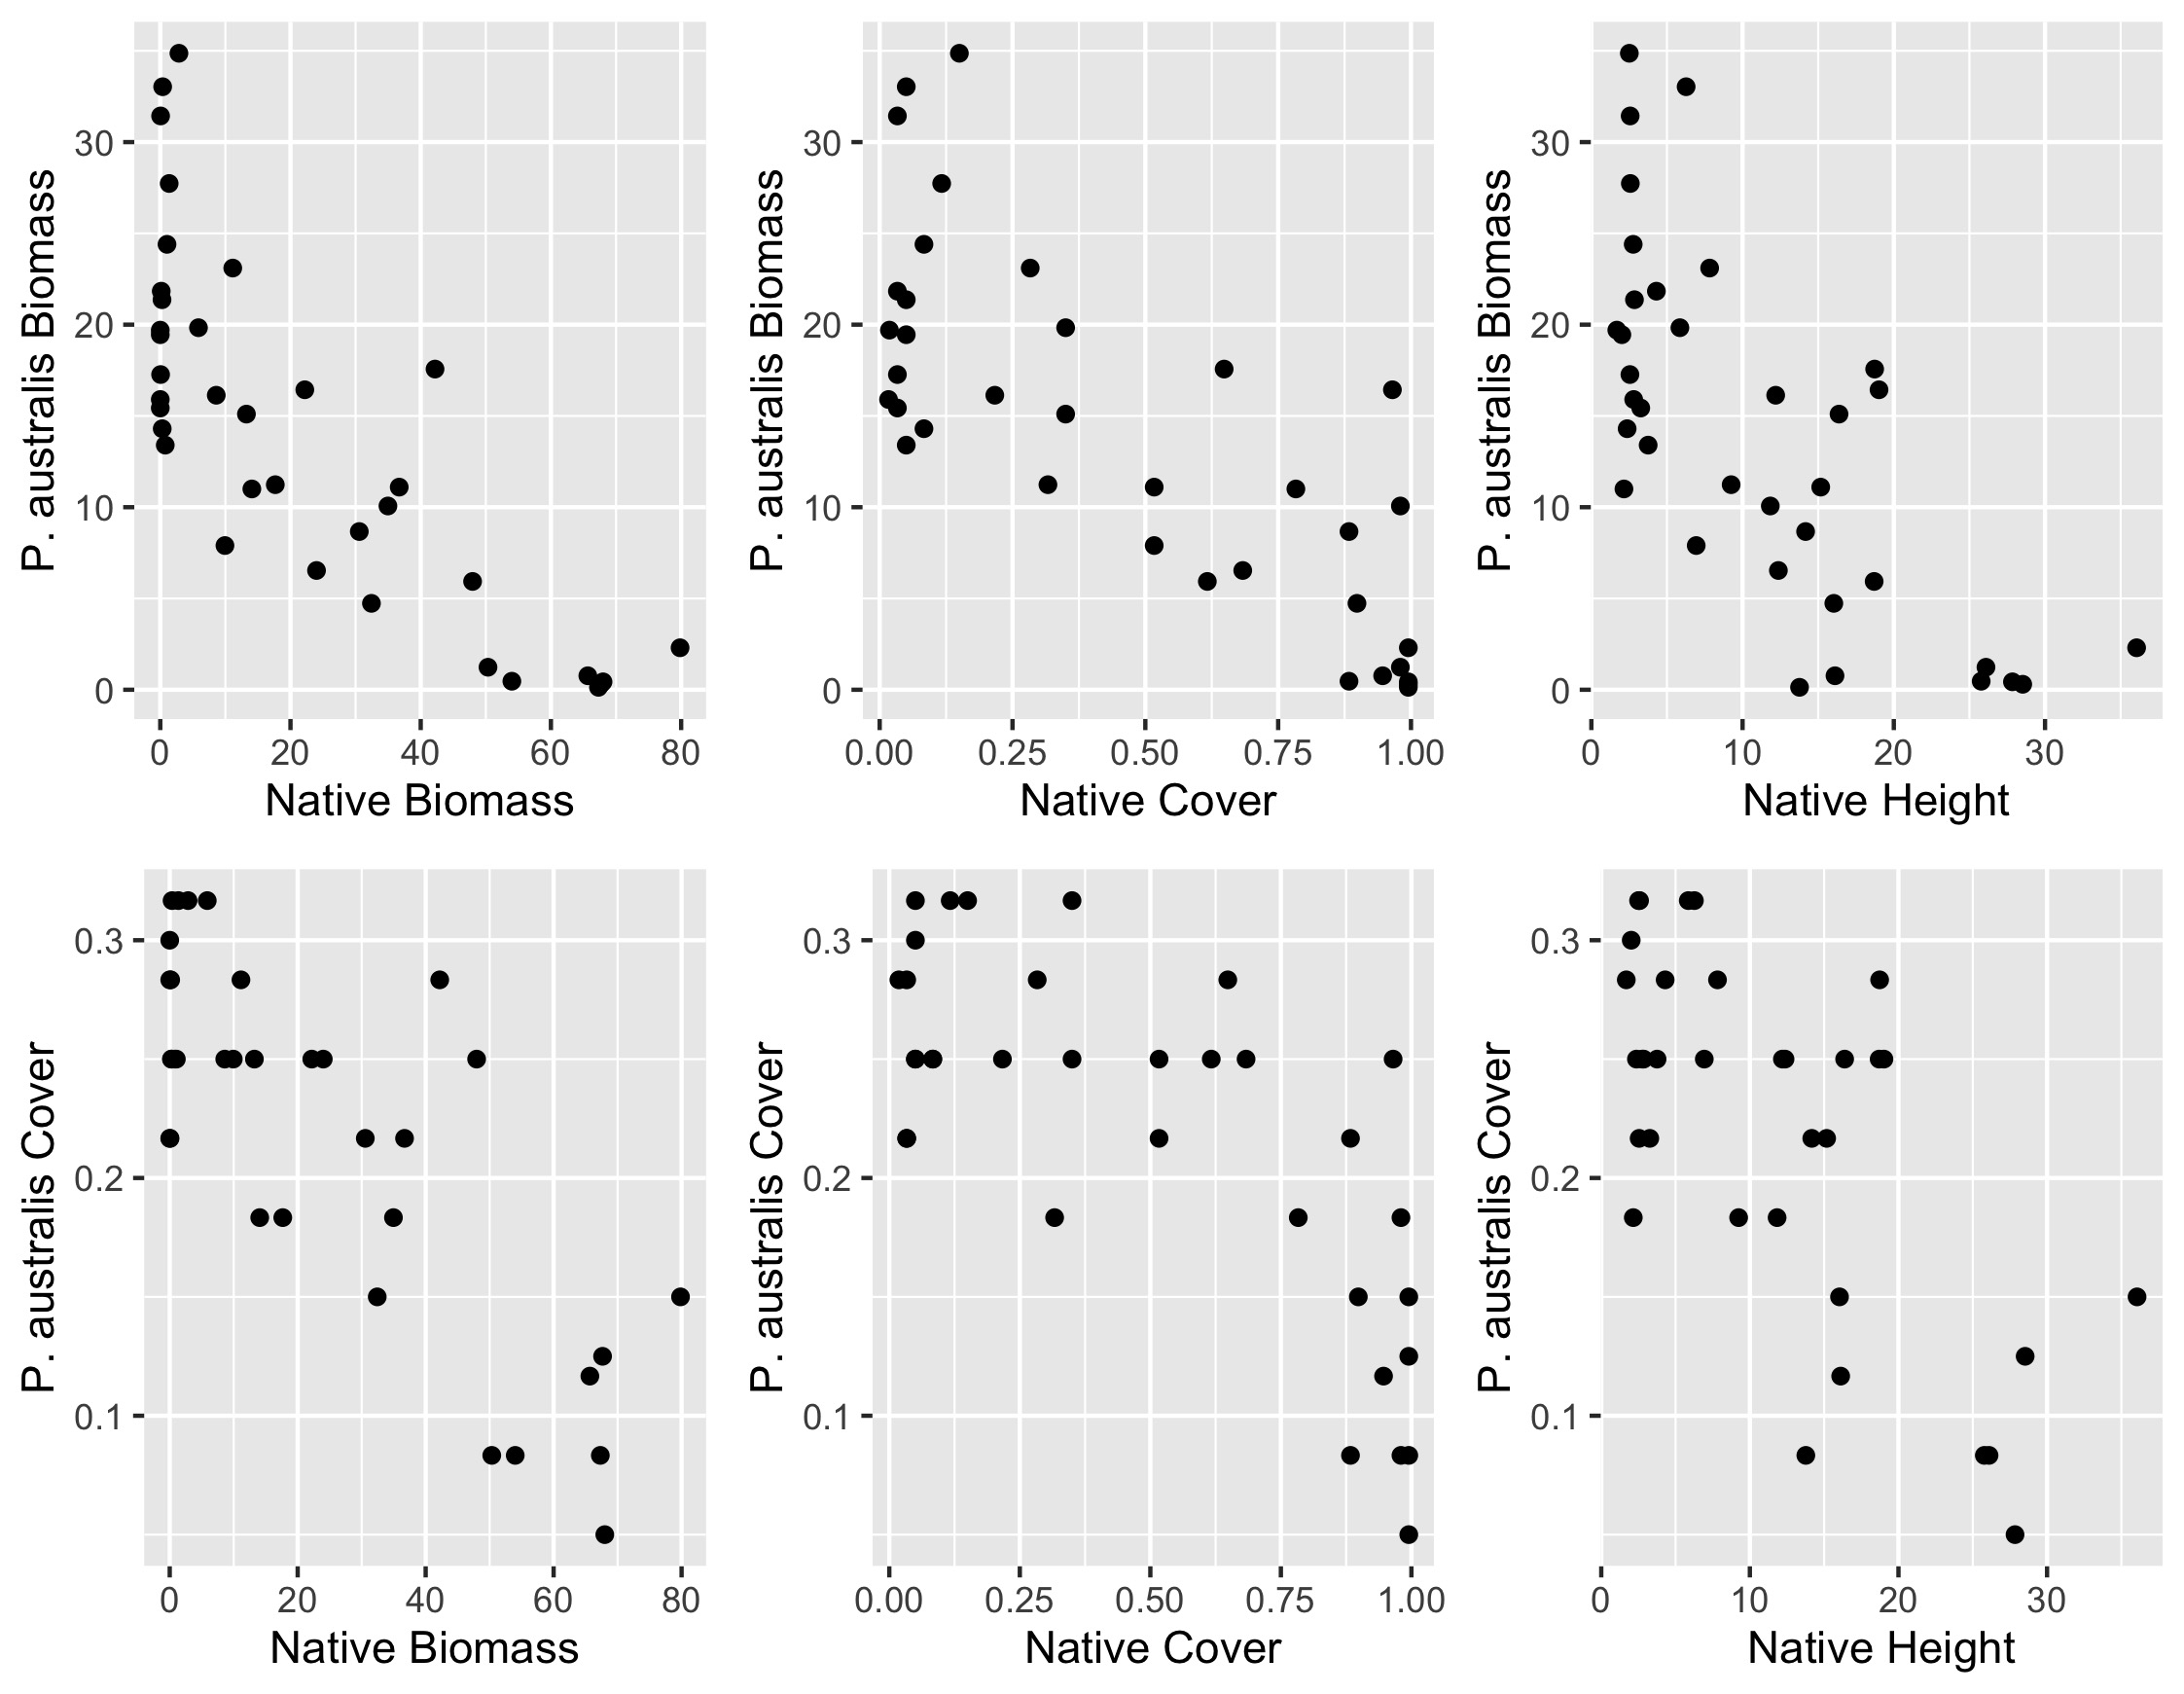 P. australis Biomass
30
20
10
0
0 20 40 60 80
Native Biomass
P. australis Biomass
30
20
10
0
0.00 0.25 0.50 0.75 1.00
Native Cover
P. australis Biomass
30
20
10
0
0 10 20 30
Native Height
P. australis Cover
0.3
0.2
0.1
0 20 40 60 80
Native Biomass
P. australis Cover
0.3
0.2
0.1
0.00 0.25 0.50 0.75 1.00
Native Cover
P. australis Cover
0.3
0.2
0.1
0 10 20 30
Native Height